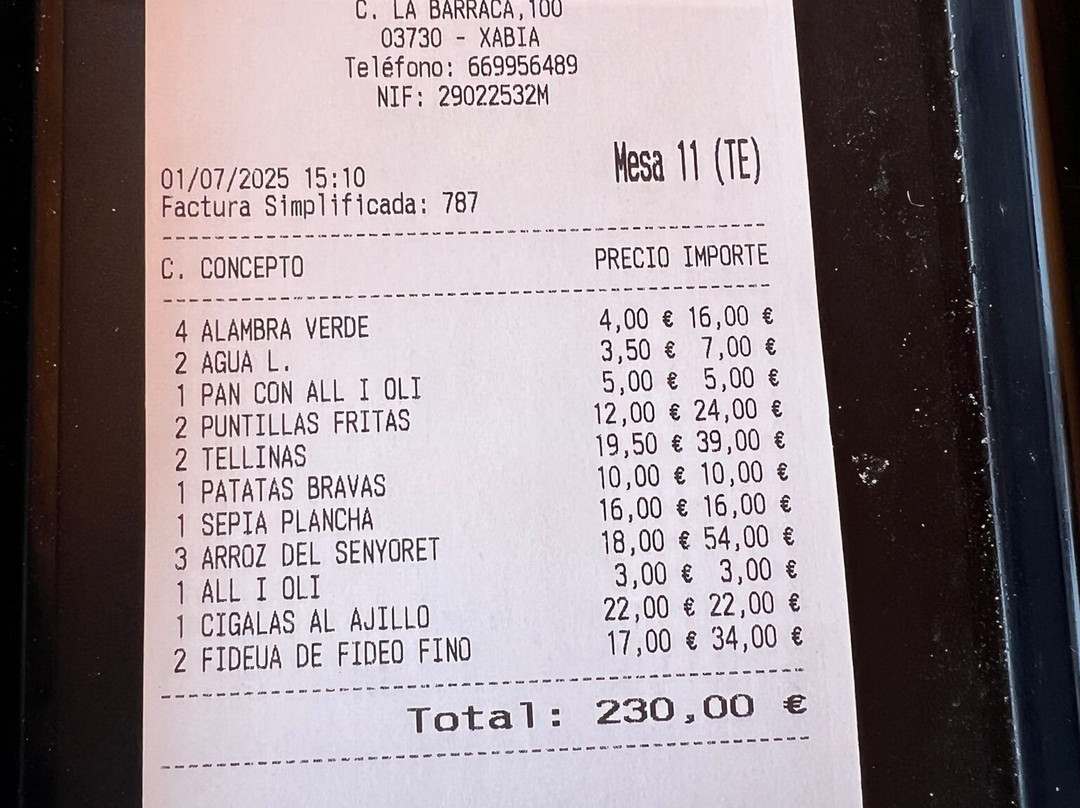 C. LA BARRACA,100
03730 - XABIA
Teléfono: 669956489
NIF: 29022532M
Mesa 11 (TE)
01/07/2025 15:10
Factura Simplificada: 787
C. CONCEPTO PRECIO IMPORTE
4 ALAMBRA VERDE 4,00 € 16,00 €
2 AGUA L. 3,50 € 7,00 €
1 PAN CON ALL I OLI 5,00 € 5,00 €
2 PUNTILLAS FRITAS 12,00 € 24,00 €
2 TELLINAS 19,50 € 39,00 €
1 PATATAS BRAVAS 10,00 € 10,00 €
1 SEPIA PLANCHA 16,00 € 16,00 €
3 ARROZ DEL SENYORET 18,00 € 54,00 €
1 ALL I OLI 3,00 € 3,00 €
1 CIGALAS AL AJILLO 22,00 € 22,00 €
2 FIDEUA DE FIDEO FINO 17,00 € 34,00 €
Total: 230,00 €